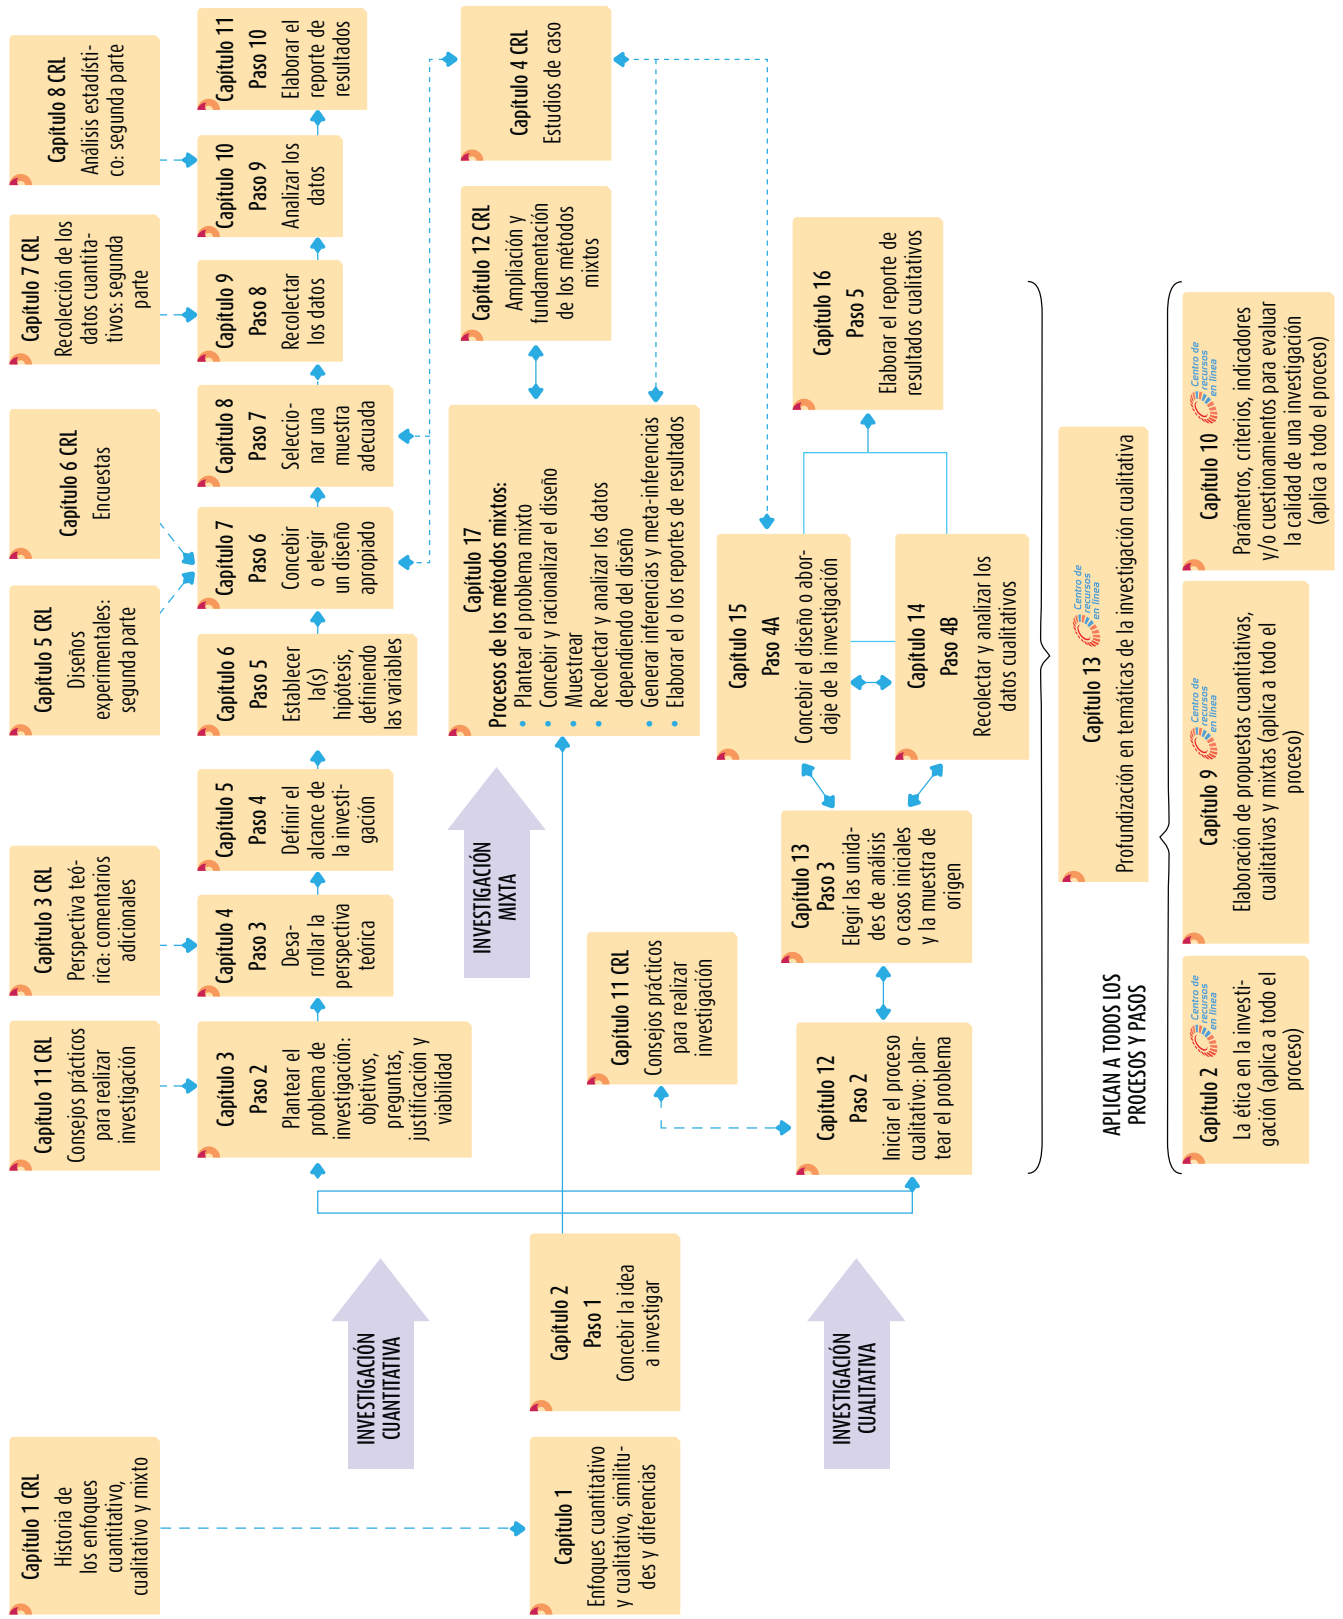 Capítulo 1 CRL
Historia de
los enfoques
cuantitativo,
cualitativo y mixto
Capítulo 11 CRL
Consejos prácticos
para realizar
investigación
Capítulo 3 CRL
Perspectiva teó-
rica: comentarios
adicionales
Capítulo 5 CRL
Diseños
experimentales:
segunda parte
Capítulo 6 CRL
Encuestas
Capítulo 7 CRL
Recolección de los
datos cuantita-
tivos: segunda
parte
Capítulo 8 CRL
Análisis estadísti-
co: segunda parte
Capítulo 3
Paso 2
Plantear el
problema de
investigación:
objetivos,
preguntas,
justificación y
viabilidad
Capítulo 4
Paso 3
Desa-
rrollar la
perspectiva
teórica
Capítulo 5
Paso 4
Definir el
alcance de
la investi-
gación
Capítulo 6
Paso 5
Establecer
la(s)
hipótesis,
definiendo
las variables
Capítulo 7
Paso 6
Concebir
o elegir
un diseño
apropiado
Capítulo 8
Paso 7
Seleccio-
nar una
muestra
adecuada
Capítulo 9
Paso 8
Recolectar
los datos
Capítulo 10
Paso 9
Analizar los
datos
Capítulo 11
Paso 10
Elaborar el
reporte de
resultados
INVESTIGACIÓN
CUANTITATIVA
INVESTIGACIÓN
MIXTA
Capítulo 17
Procesos de los métodos mixtos:
• Plantear el problema mixto
• Concebir y racionalizar el diseño
• Muestrear
• Recolectar y analizar los datos
dependiendo del diseño
• Generar inferencias y meta-inferencias
• Elaborar el o los reportes de resultados
Capítulo 12 CRL
Ampliación y
fundamentación
de los métodos
mixtos
Capítulo 4 CRL
Estudios de caso
Capítulo 1
Enfoques cuantitativo
y cualitativo, similitu-
des y diferencias
Capítulo 2
Paso 1
Concebir la idea
a investigar
Capítulo 11 CRL
Consejos prácticos
para realizar
investigación
INVESTIGACIÓN
CUALITATIVA
Capítulo 12
Paso 2
Iniciar el proceso
cualitativo: plan-
tear el problema
Capítulo 13
Paso 3
Elegir las unida-
des de análisis
o casos iniciales
y la muestra de
origen
Capítulo 15
Paso 4A
Concebir el diseño o abor-
daje de la investigación
Capítulo 14
Paso 4B
Recolectar y analizar los
datos cualitativos
Capítulo 16
Paso 5
Elaborar el reporte de
resultados cualitativos
Capítulo 13 Centro de
recursos
en línea
Profundización en temáticas de la investigación cualitativa
APLICAN A TODOS LOS
PROCESOS Y PASOS
Capítulo 2 Centro de
recursos
en línea
La ética en la investi-
gación (aplica a todo el
proceso)
Capítulo 9 Centro de
recursos
en línea
Elaboración de propuestas cuantitativas,
cualitativas y mixtas (aplica a todo el
proceso)
Capítulo 10 Centro de
recursos
en línea
Parámetros, criterios, indicadores
y/o cuestionamientos para evaluar
la calidad de una investigación
(aplica a todo el proceso)